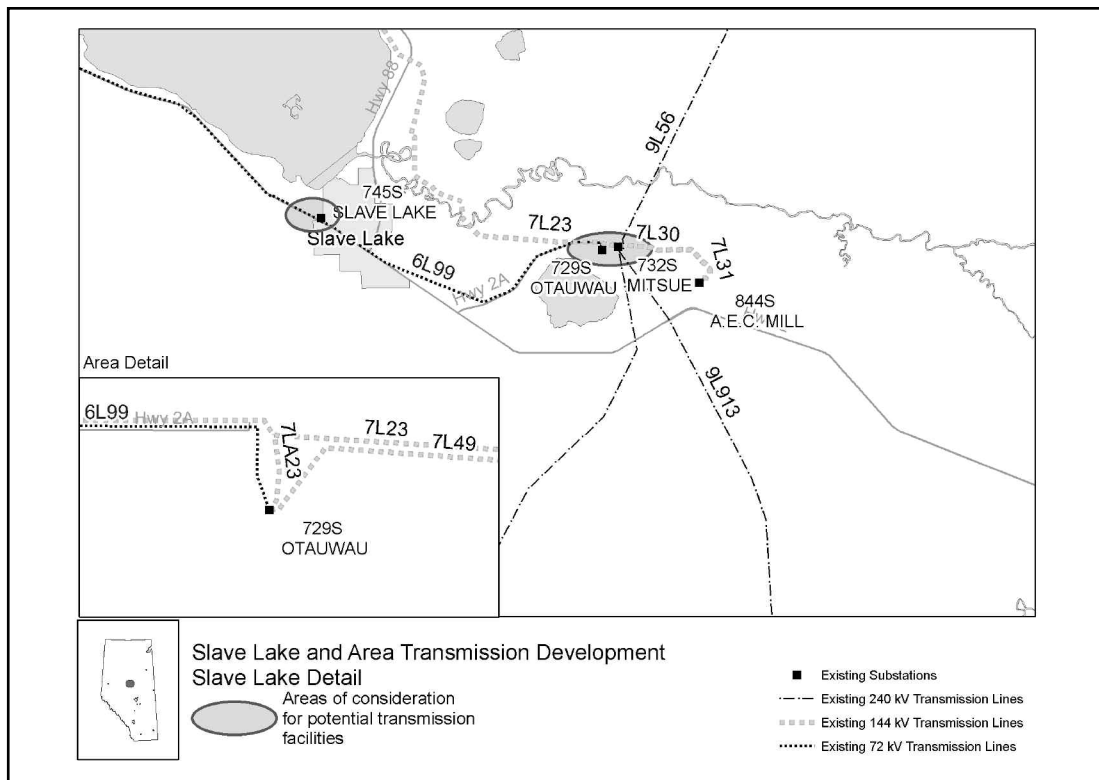 Hwy 88
9L56
745S
SLAVE LAKE
Slave Lake
6L99
7L23
7L30
7L31
Hwy 2A
729S
OTAUWAU
732S
MITSUE
844S
A.E.C. MILL
9L913
Area Detail
6L99
Hwy 2A
7LA23
7L23
7L49
729S
OTAUWAU
Slave Lake and Area Transmission Development
Slave Lake Detail
Areas of consideration
for potential transmission
facilities
Existing Substations
Existing 240 kV Transmission Lines
Existing 144 kV Transmission Lines
Existing 72 kV Transmission Lines